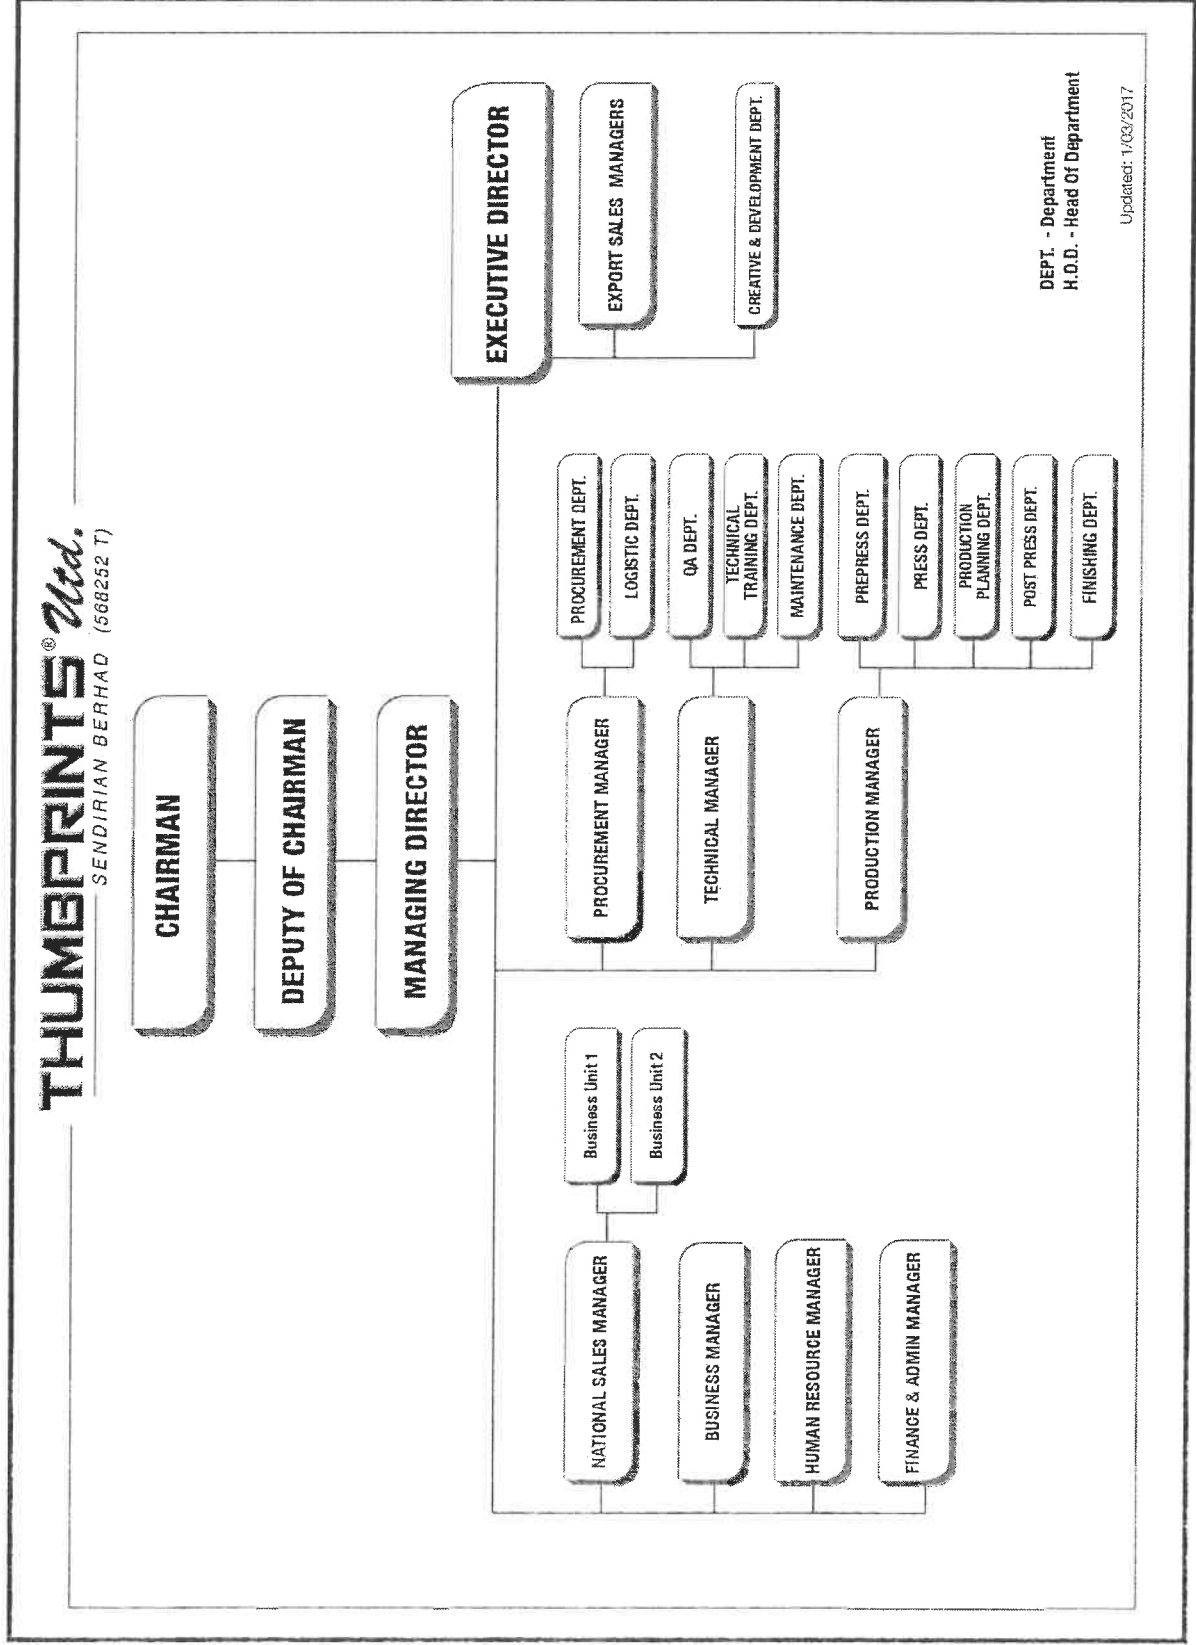 THUMBPRINTS® Utd.
SENDIRIAN BERHAD (568252 T)
CHAIRMAN
DEPUTY OF CHAIRMAN
MANAGING DIRECTOR
EXECUTIVE DIRECTOR
EXPORT SALES MANAGERS
CREATIVE & DEVELOPMENT DEPT.
NATIONAL SALES MANAGER
Business Unit 1
Business Unit 2
BUSINESS MANAGER
HUMAN RESOURCE MANAGER
FINANCE & ADMIN MANAGER
PROCUREMENT MANAGER
PROCUREMENT DEPT.
LOGISTIC DEPT.
TECHNICAL MANAGER
QA DEPT.
TECHNICAL
TRAINING DEPT.
MAINTENANCE DEPT.
PRODUCTION MANAGER
PREPRESS DEPT.
PRESS DEPT.
PRODUCTION
PLANNING DEPT.
POST PRESS DEPT.
FINISHING DEPT.
DEPT. - Department
H.O.D. - Head Of Department
Updated: 1/03/2017